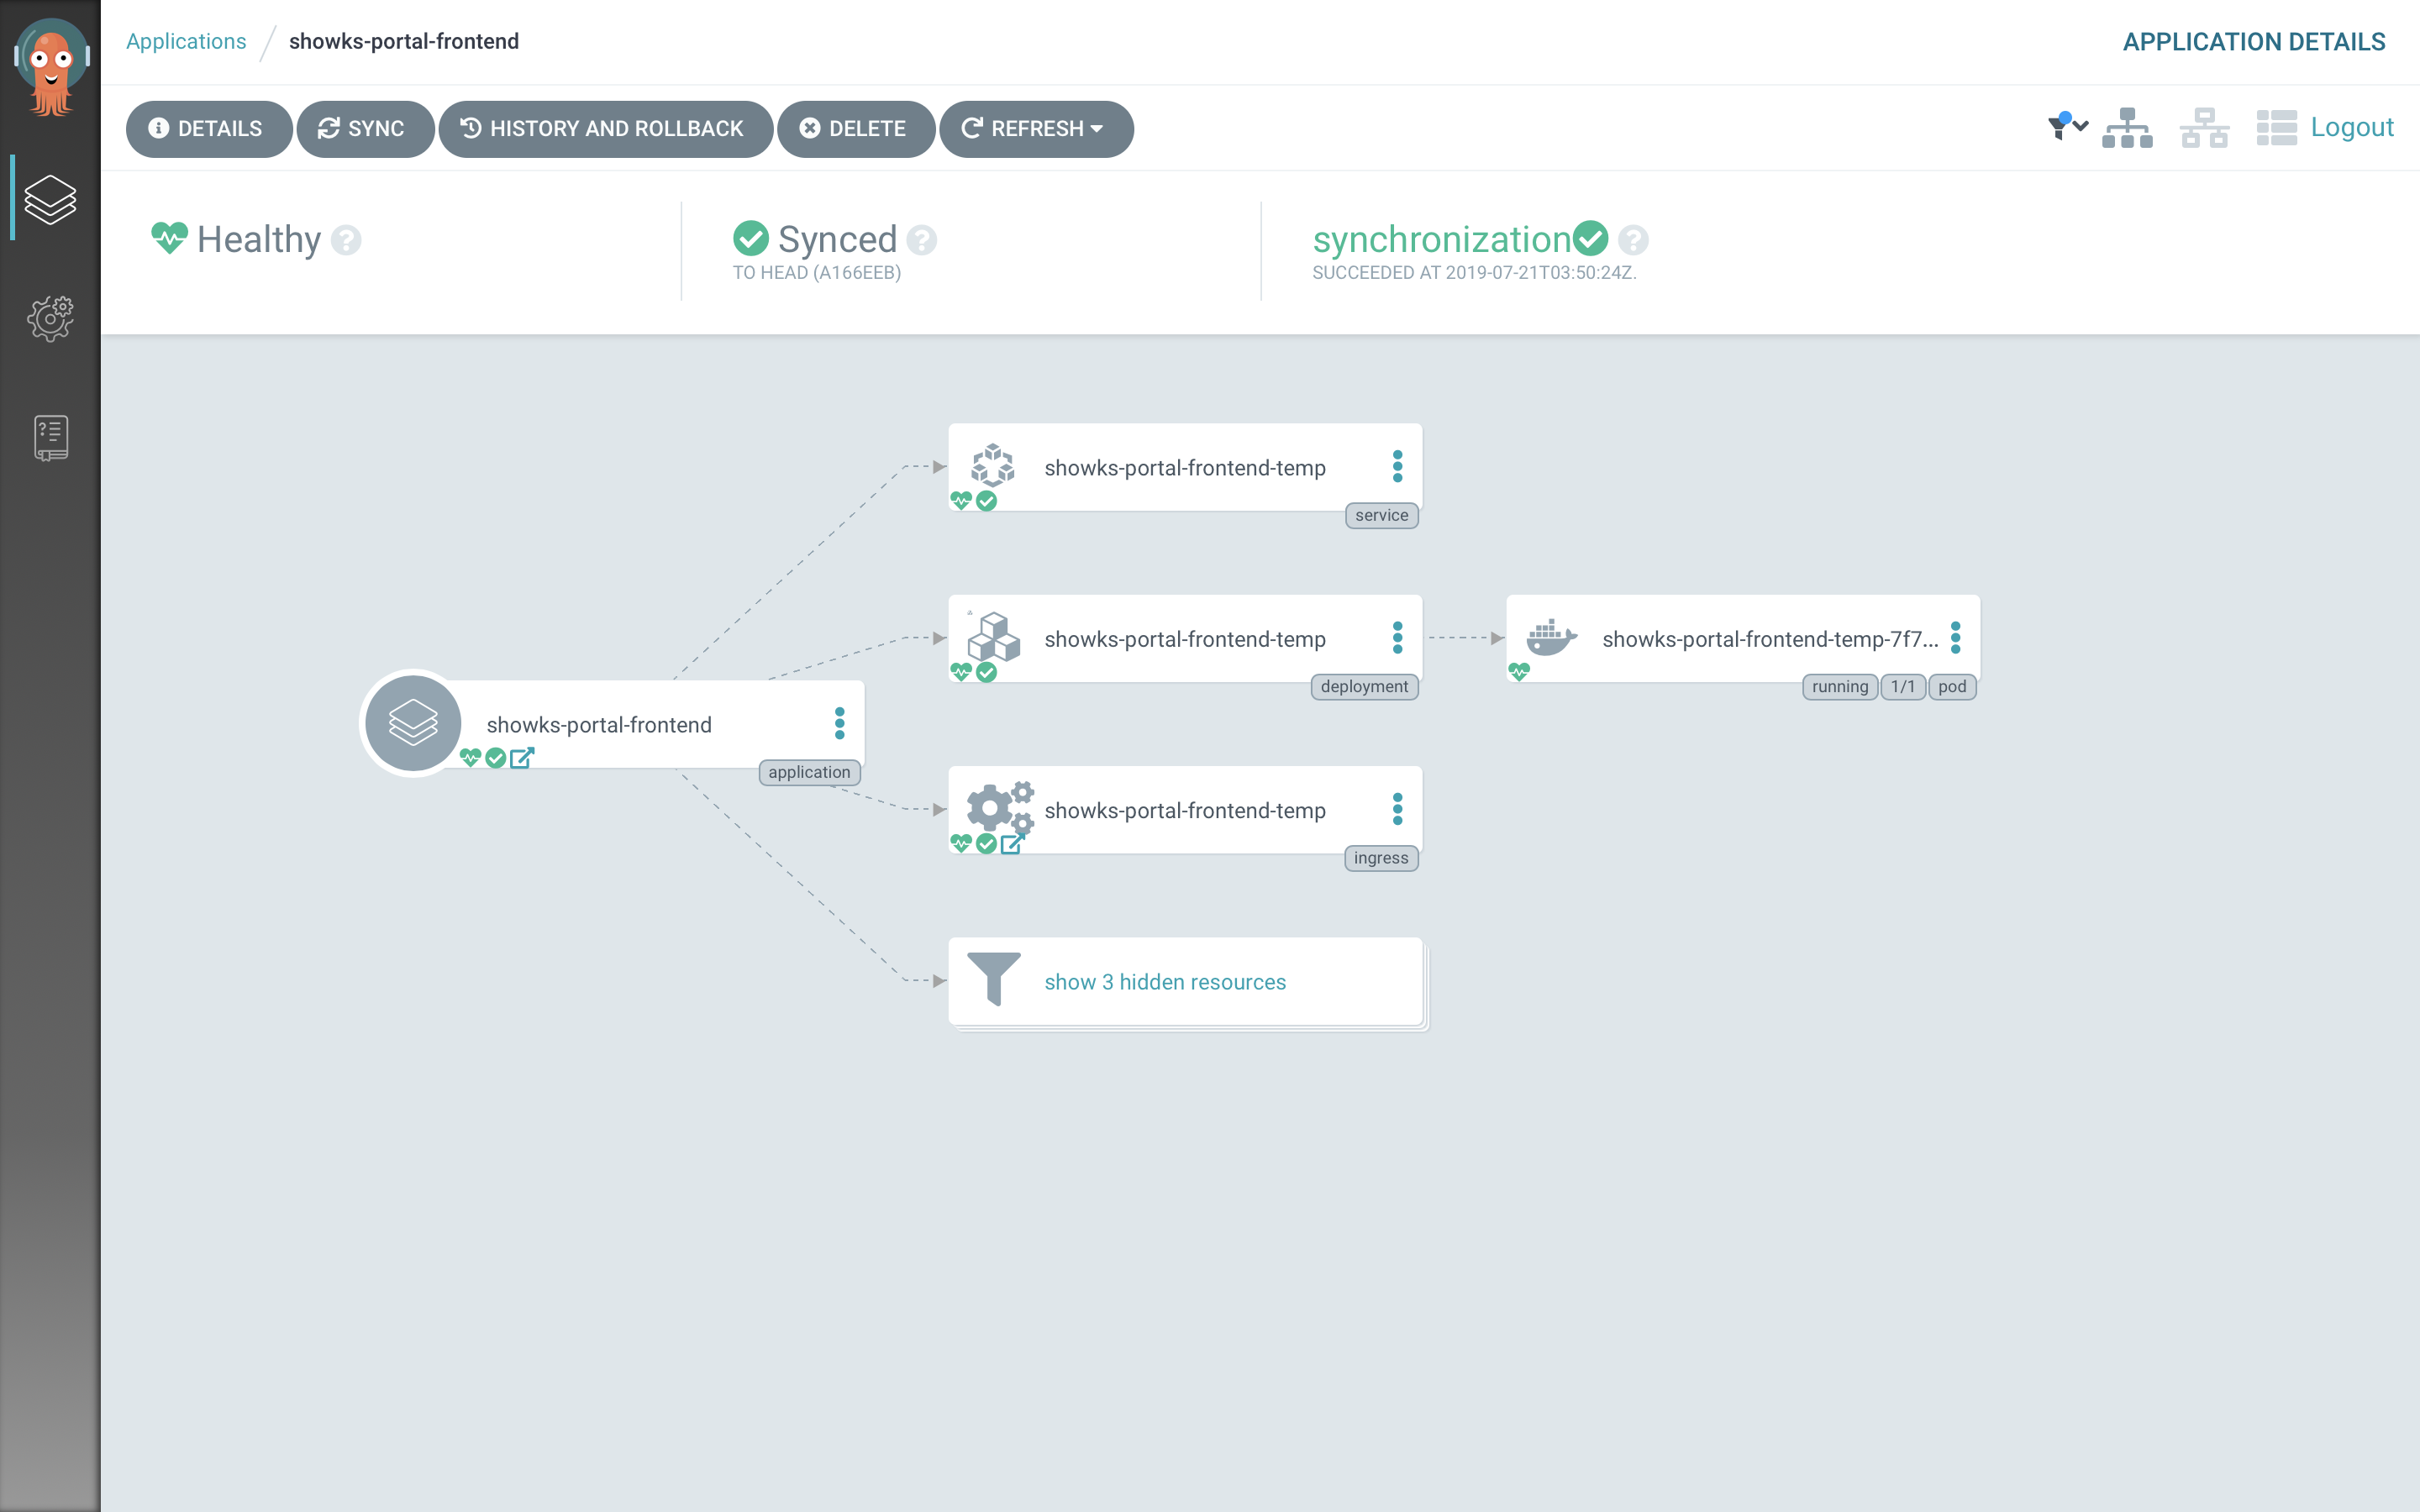 Applications / showks-portal-frontend
APPLICATION DETAILS
DETAILS
SYNC
HISTORY AND ROLLBACK
DELETE
REFRESH
Logout
Healthy
Synced
TO HEAD (A166EEB)
synchronization
SUCCEEDED AT 2019-07-21T03:50:24Z.
showks-portal-frontend-temp
service
showks-portal-frontend-temp
deployment
showks-portal-frontend-temp-7f7...
running
1/1
pod
showks-portal-frontend
application
showks-portal-frontend-temp
ingress
show 3 hidden resources